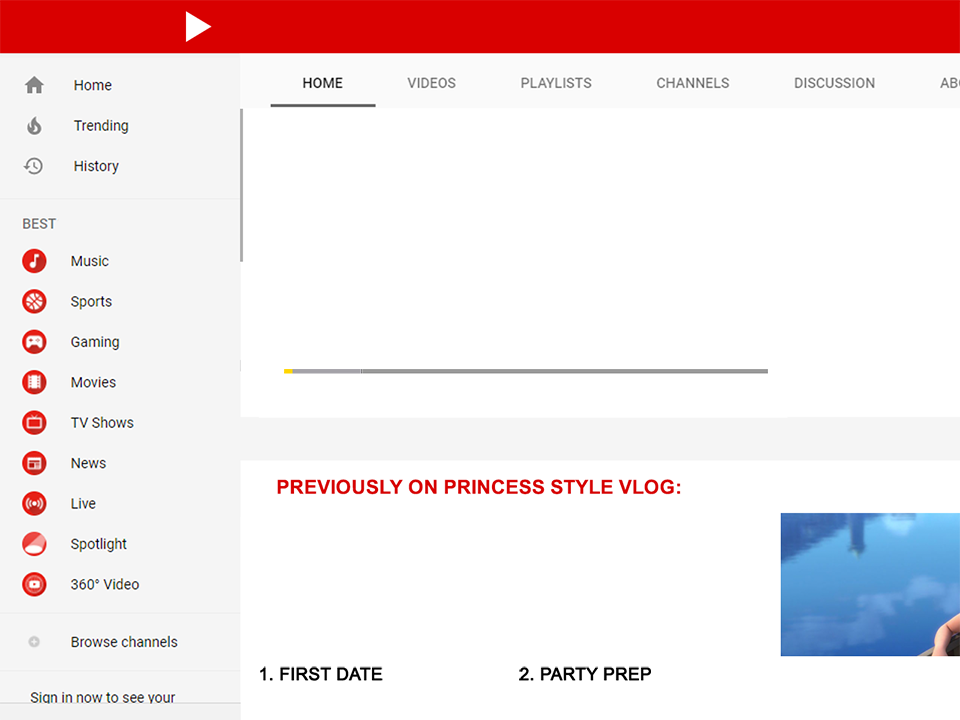 HOME
VIDEOS
PLAYLISTS
CHANNELS
DISCUSSION
Home
Trending
History
BEST
Music
Sports
Gaming
Movies
TV Shows
News
Live
Spotlight
360° Video
Browse channels
Sign in now to see your
PREVIOUSLY ON PRINCESS STYLE VLOG:
1. FIRST DATE
2. PARTY PREP